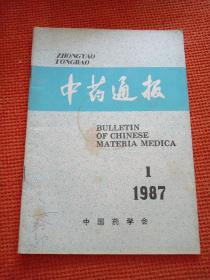 ZHONGYAO
TONGBAO
中药通报
BULLETIN
OF CHINESE
MATERIA MEDICA
1
1987
中国药学会